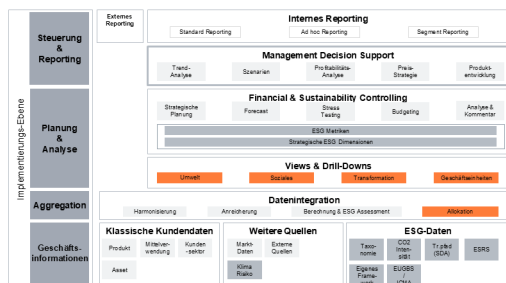 Implementierungs-Ebene
Steuerung
&
Reporting
Externes
Reporting
Internes Reporting
Standard Reporting
Ad hoc Reporting
Segment Reporting
Management Decision Support
Trend-
Analyse
Szenarien
Profitabilitäts-
Analyse
Preis-
Strategie
Produkt-
entwicklung
Planung
&
Analyse
Financial & Sustainability Controlling
Strategische
Planung
Forecast
Stress
Testing
Budgeting
Analyse &
Kommentar
ESG Metriken
Strategische ESG Dimensionen
Views & Drill-Downs
Umwelt
Soziales
Transformation
Geschäftseinheiten
Aggregation
Datenintegration
Harmonisierung
Anreicherung
Berechnung & ESG Assessment
Allokation
Geschäfts-
informationen
Klassische Kundendaten
Produkt
Mittelver-
wendung
Kunden
-sektor
Asset
Weitere Quellen
Markt-
Daten
Externe
Quellen
Klima
Risiko
ESG-Daten
Taxo-
nomie
CO2
Inten-
sität
Tr.pfad
(SDA)
ESRS
Eigenes
Frame-
work
EUGBS
/
ICMA